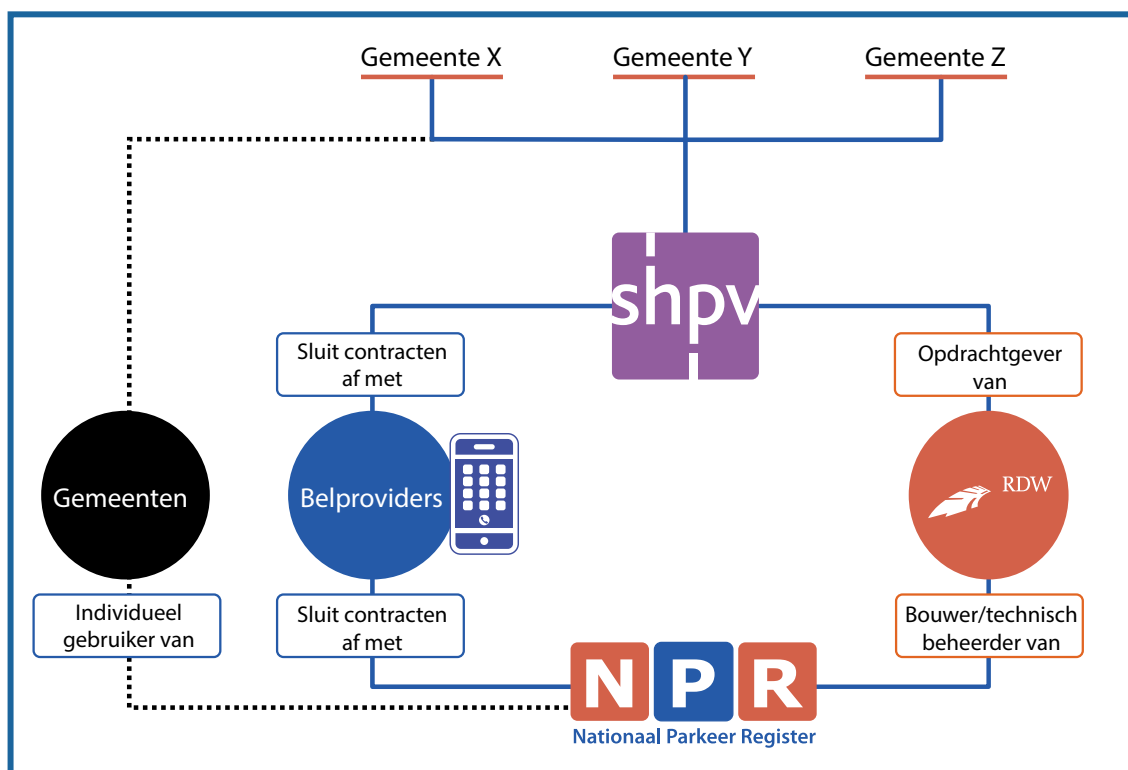 Gemeente X
Gemeente Y
Gemeente Z
shpv
Sluit contracten
af met
Opdrachtgever
van
Gemeenten
Belproviders
RDW
Individueel
gebruiker van
Sluit contracten
af met
Bouwer/technisch
beheerder van
NPR
Nationaal Parkeer Register